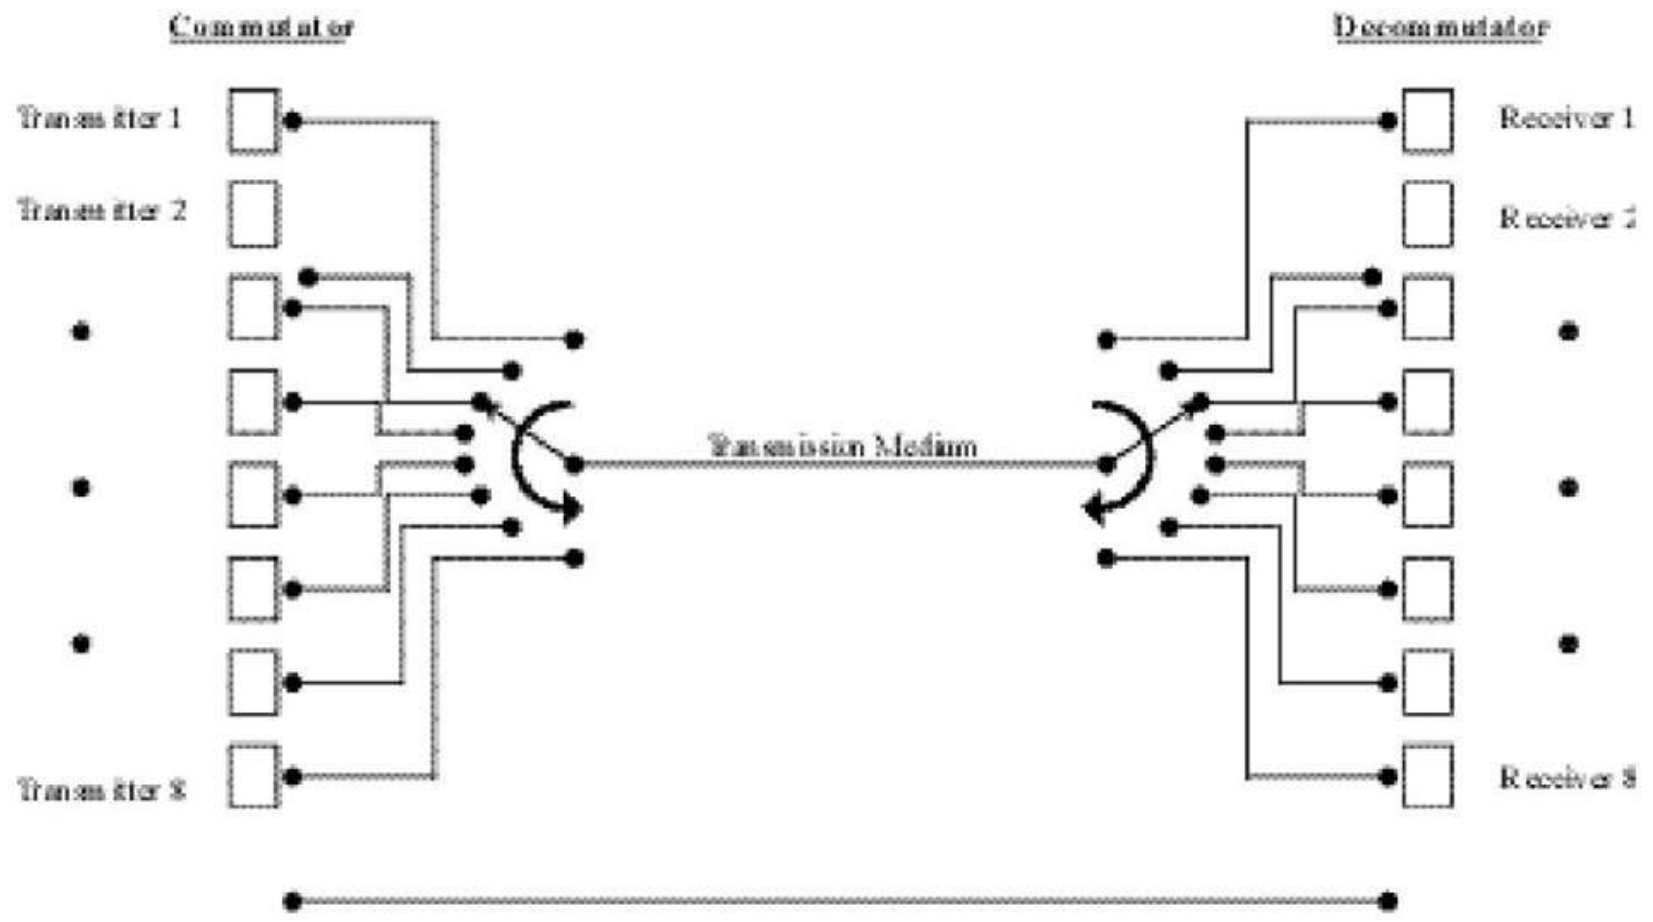 Commutator
Decommutator
Transmitter 1
Receiver 1
Transmitter 2
Receiver 2
Transmission Medium
Transmitter 8
Receiver 8